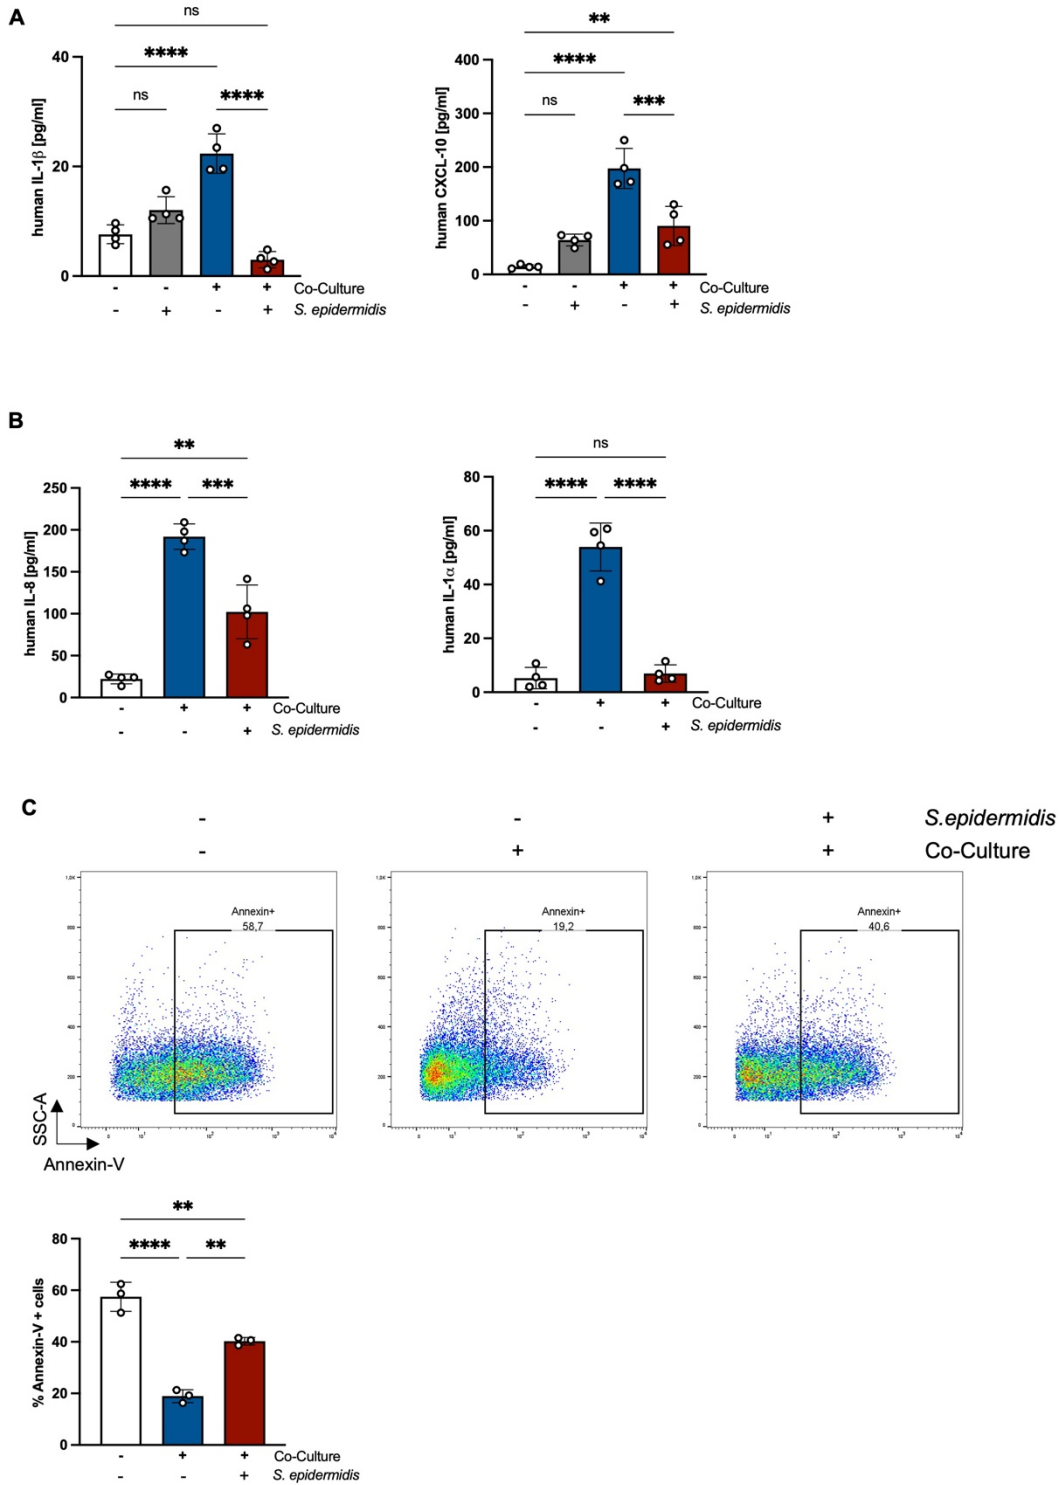 A
ns
****
ns
****
human IL-1β [pg/ml]
40
20
0
- - + + Co-Culture
- + - + S. epidermidis
**
****
ns
***
human CXCL-10 [pg/ml]
400
300
200
100
0
- - + + Co-Culture
- + - + S. epidermidis
B
**
**** ***
human IL-8 [pg/ml]
250
200
150
100
50
0
- + + Co-Culture
- - + S. epidermidis
ns
**** ****
human IL-1α [pg/ml]
80
60
40
20
0
- + + Co-Culture
- - + S. epidermidis
C
- - + S.epidermidis
- + + Co-Culture
Annexin+
58,7
Annexin+
19,2
Annexin+
40,6
SSC-A
Annexin-V
**
**** **
% Annexin-V + cells
80
60
40
20
0
- + + Co-Culture
- - + S. epidermidis